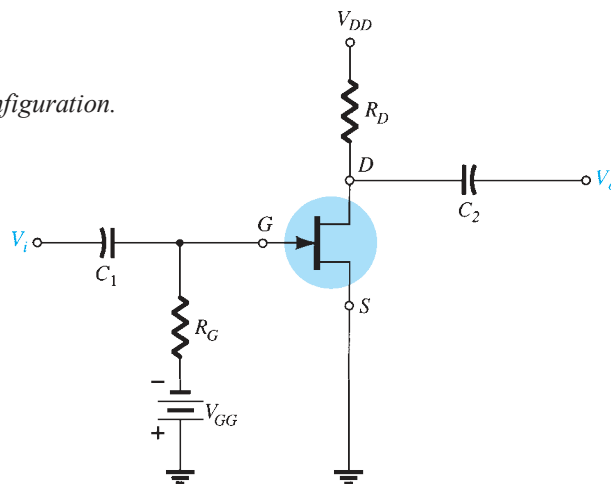 V_DD
nfiguration.
R_D
D
V_o
C_2
G
V_i
C_1
S
R_G
−
V_GG
+